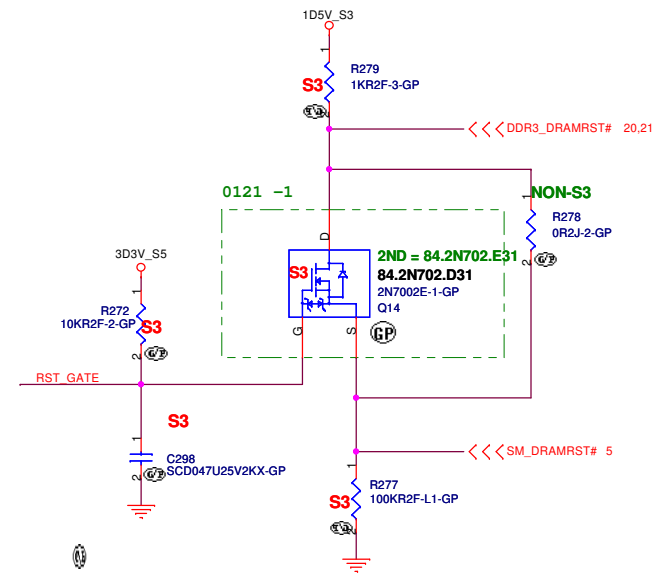 1D5V_S3
1
R279
S3
1KR2F-3-GP
2
DDR3_DRAMRST# 20,21
0121 -1
NON-S3
1
R278
0R2J-2-GP
2
G/P
D
2ND = 84.2N702.E31
S3
84.2N702.D31
2N7002E-1-GP
Q14
G
S
GP
3D3V_S5
1
R272
10KR2F-2-GP
S3
2
G/P
RST_GATE
S3
1
C298
SCD047U25V2KX-GP
2
G/P
SM_DRAMRST# 5
1
R277
S3
100KR2F-L1-GP
2